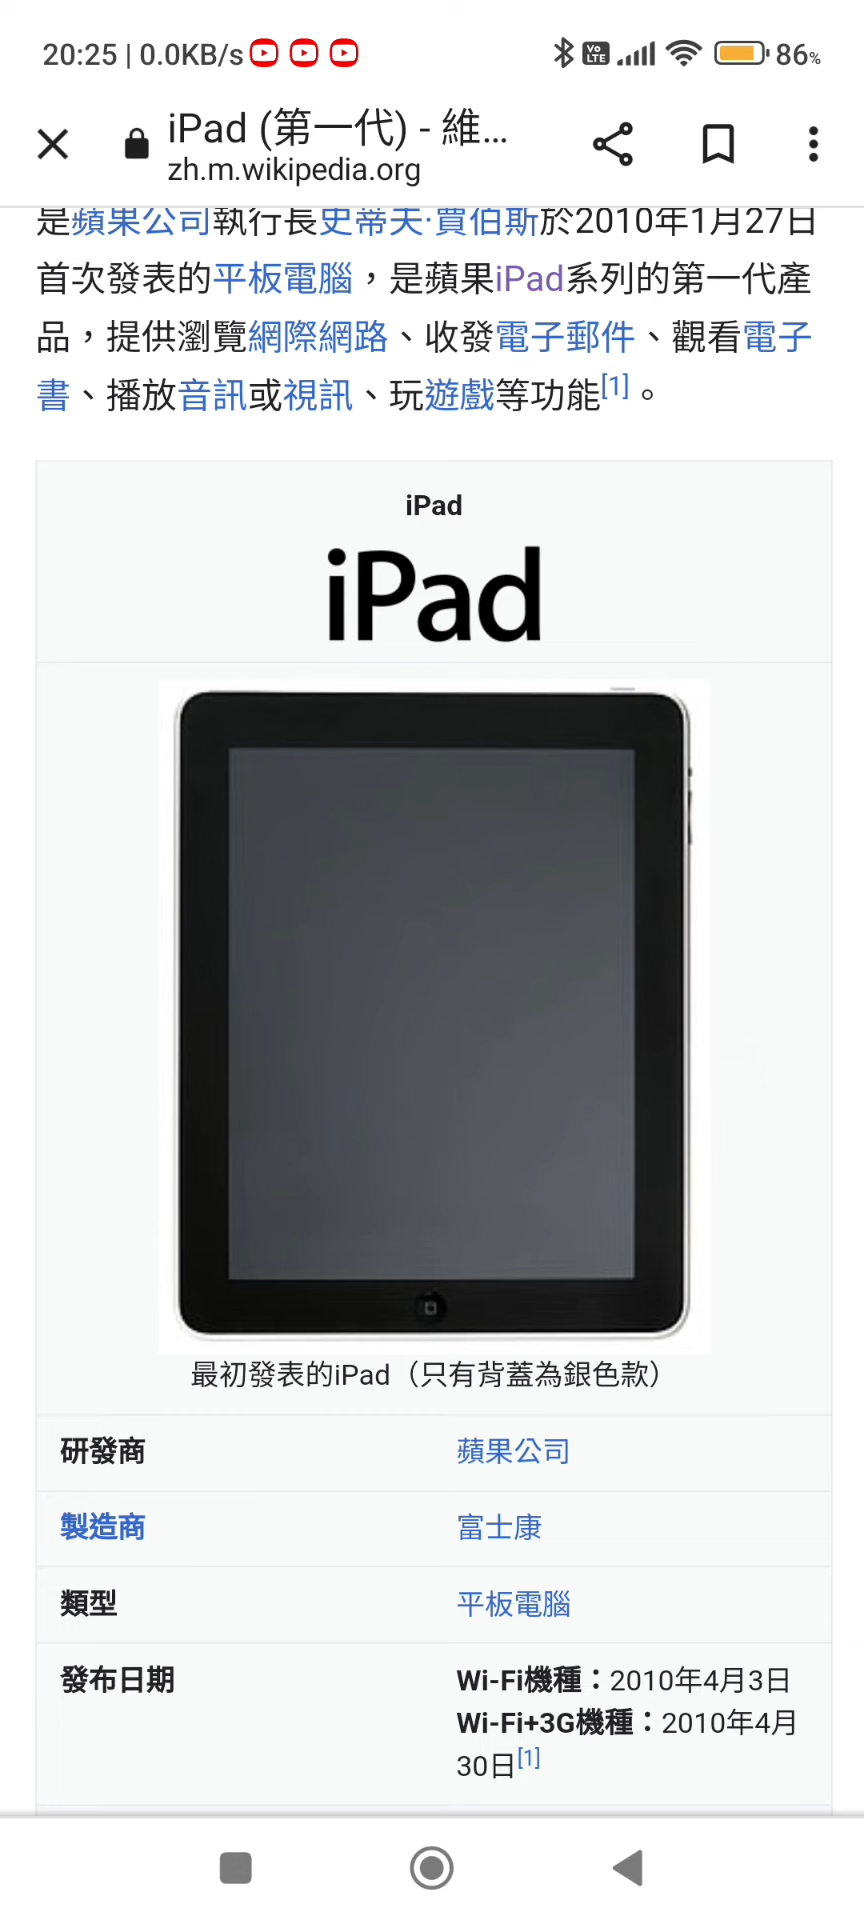 20:25 | 0.0KB/s Vo LTE 86%
iPad (第一代) - 維...
zh.m.wikipedia.org
是蘋果公司執行長史蒂夫·賈伯斯於2010年1月27日
首次發表的平板電腦，是蘋果iPad系列的第一代產
品，提供瀏覽網際網路、收發電子郵件、觀看電子
書、播放音訊或視訊、玩遊戲等功能[1]。
iPad
iPad
最初發表的iPad（只有背蓋為銀色款）
研發商 蘋果公司
製造商 富士康
類型 平板電腦
發布日期 Wi-Fi機種：2010年4月3日
Wi-Fi+3G機種：2010年4月
30日[1]